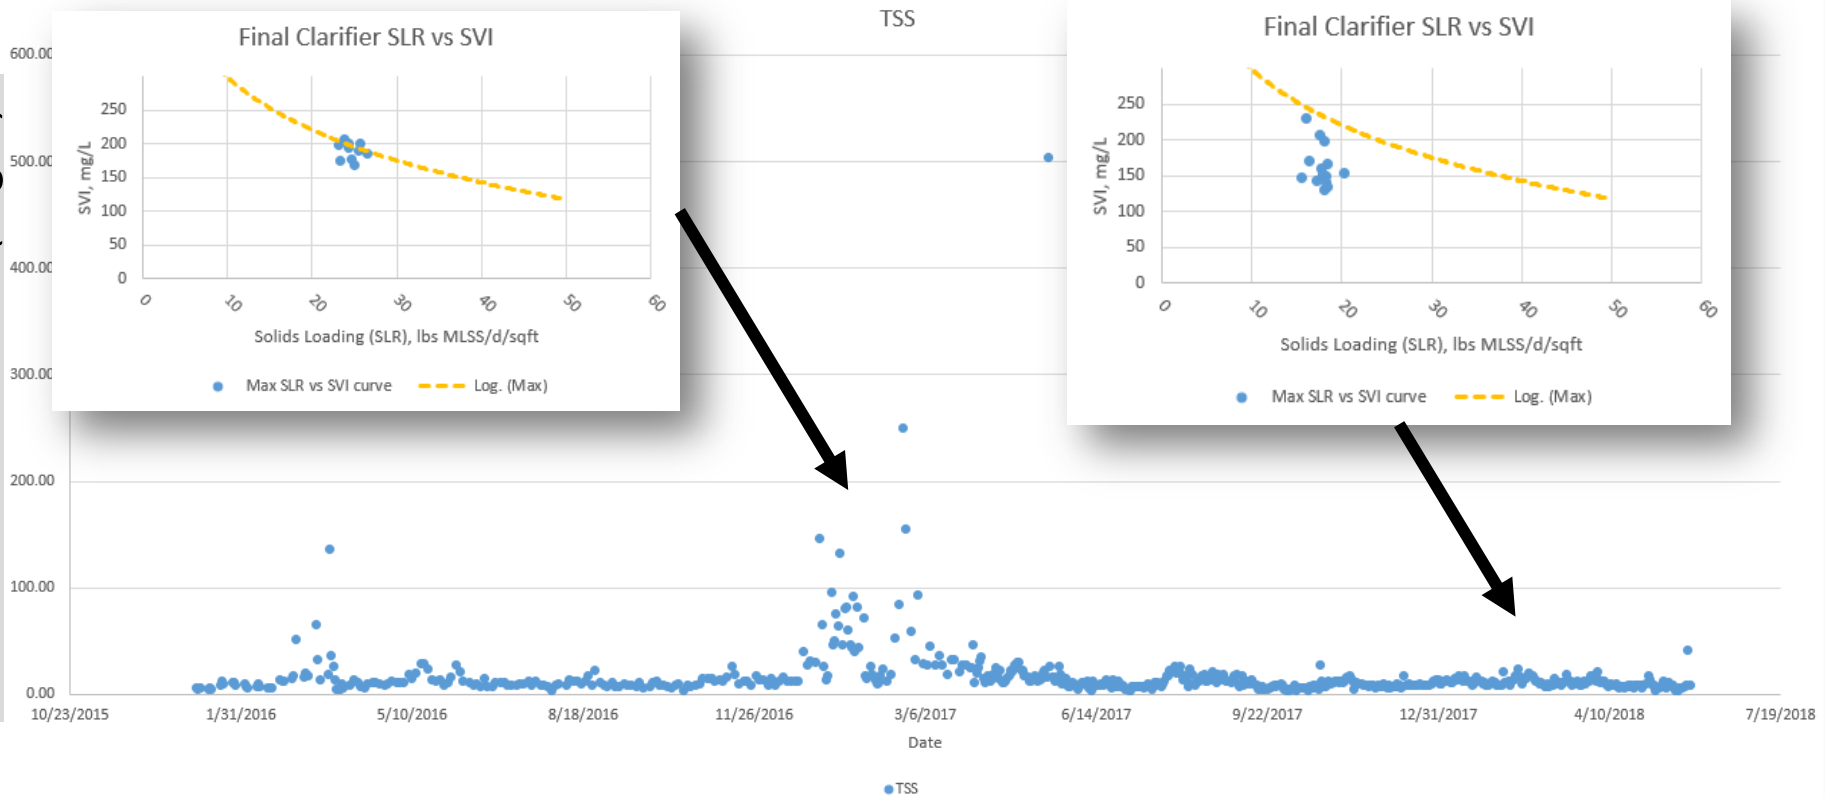 TSS
Final Clarifier SLR vs SVI
250
200
150
100
50
0
SVI, mg/L
0 10 20 30 40 50 60
Solids Loading (SLR), lbs MLSS/d/sqft
Max SLR vs SVI curve Log. (Max)
Final Clarifier SLR vs SVI
250
200
150
100
50
0
SVI, mg/L
0 10 20 30 40 50 60
Solids Loading (SLR), lbs MLSS/d/sqft
Max SLR vs SVI curve Log. (Max)
600.00
500.00
400.00
300.00
200.00
100.00
0.00
10/23/2015 1/31/2016 5/10/2016 8/18/2016 11/26/2016 3/6/2017 6/14/2017 9/22/2017 12/31/2017 4/10/2018 7/19/2018
Date
TSS